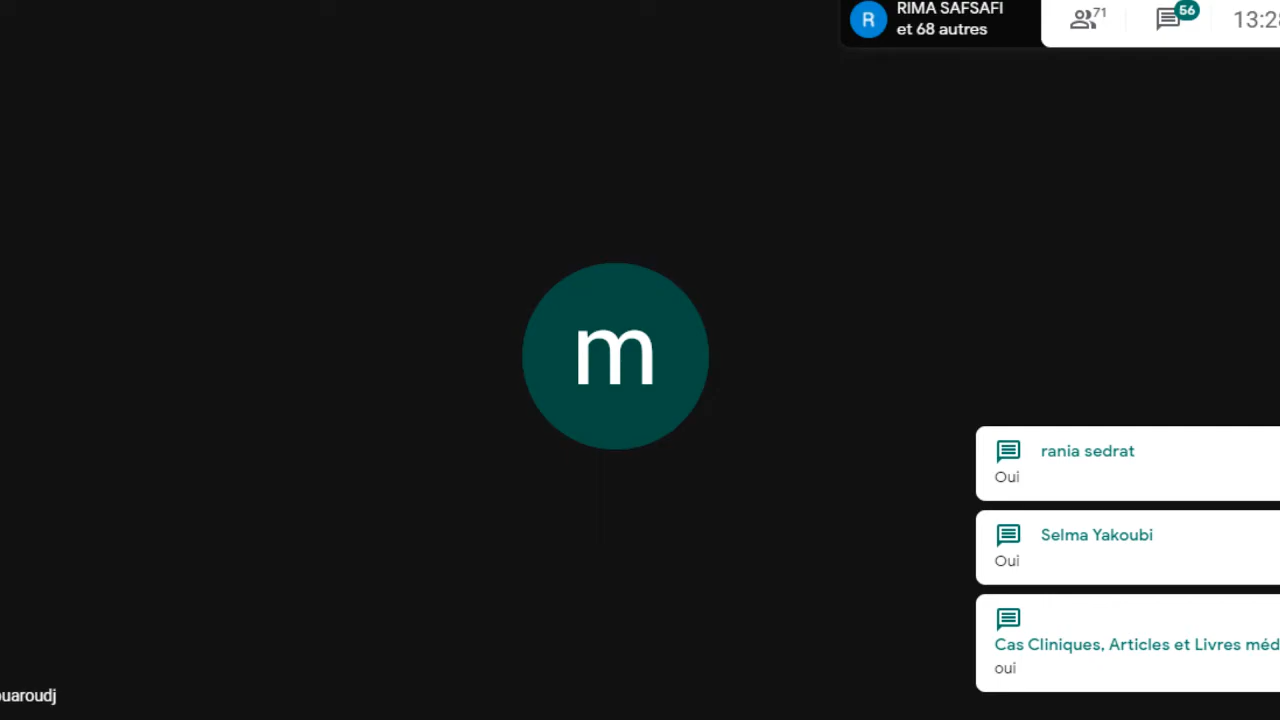 RIMA SAFSAFI
et 68 autres
R
71
56
13:28
m
rania sedrat
Oui
Selma Yakoubi
Oui
Cas Cliniques, Articles et Livres méd
oui
ouaroudj